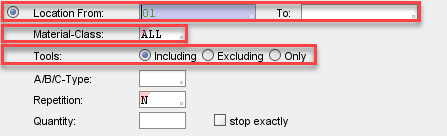 Location From: 01 To:
Material-Class: ALL
Tools: Including Excluding Only
A/B/C-Type:
Repetition: N
Quantity: stop exactly